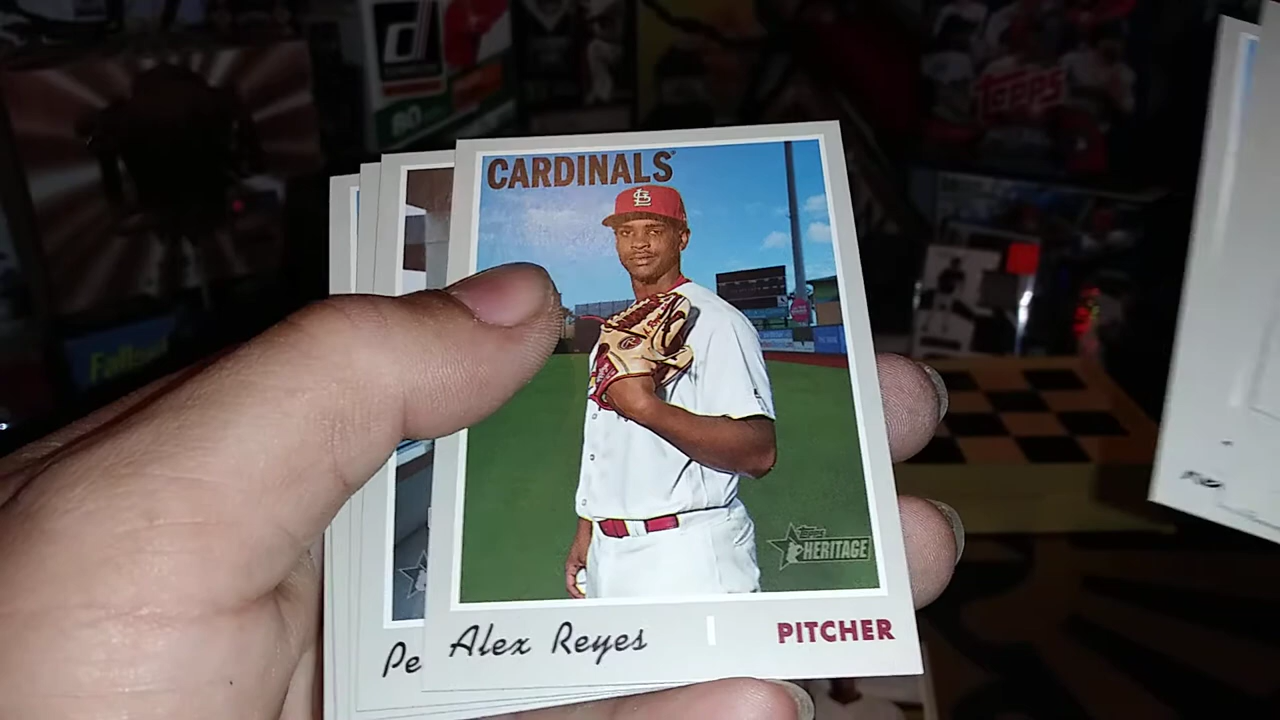 CARDINALS
topps
HERITAGE
Alex Reyes
PITCHER
Pe
TOPPS